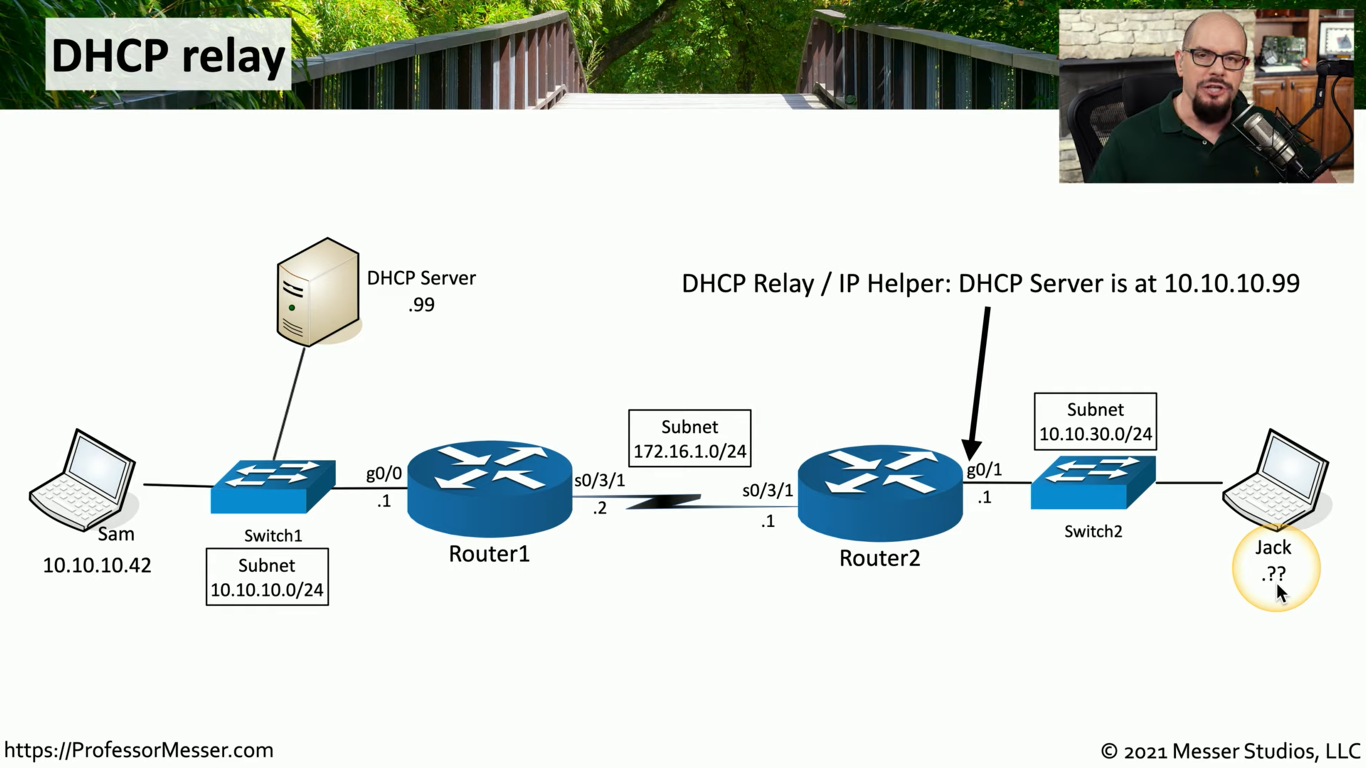 DHCP relay
DHCP Server
.99
DHCP Relay / IP Helper: DHCP Server is at 10.10.10.99
Subnet
172.16.1.0/24
Subnet
10.10.30.0/24
g0/0
.1
s0/3/1
.2
s0/3/1
.1
g0/1
.1
Sam
10.10.10.42
Switch1
Subnet
10.10.10.0/24
Router1
Router2
Switch2
Jack
.??
https://ProfessorMesser.com
© 2021 Messer Studios, LLC